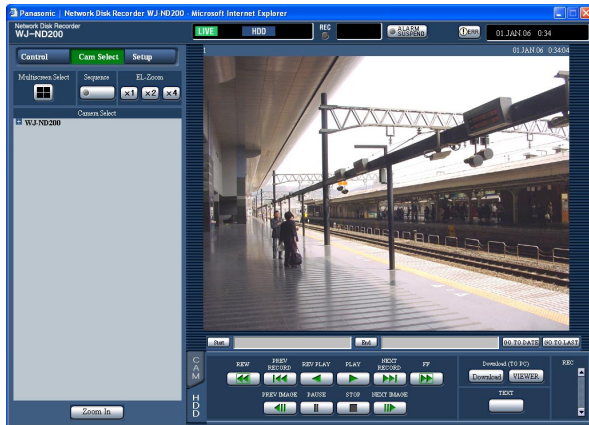 Panasonic | Network Disk Recorder WJ-ND200 - Microsoft Internet Explorer
Network Disk Recorder
WJ-ND200
LIVE HDD REC ALARM SUSPEND ERR 01.JAN.06 0:34
Control Cam Select Setup
1 01.JAN.06 0:34:04
Multiscreen Select Sequence EL-Zoom
x1 x2 x4
Camera Select
WJ-ND200
Start End GO TO DATE GO TO LAST
CAM
HDD
REW PREV RECORD REV PLAY PLAY NEXT RECORD FF
PREV IMAGE PAUSE STOP NEXT IMAGE
Download (TO PC)
Download VIEWER
TEXT
REC
Zoom In